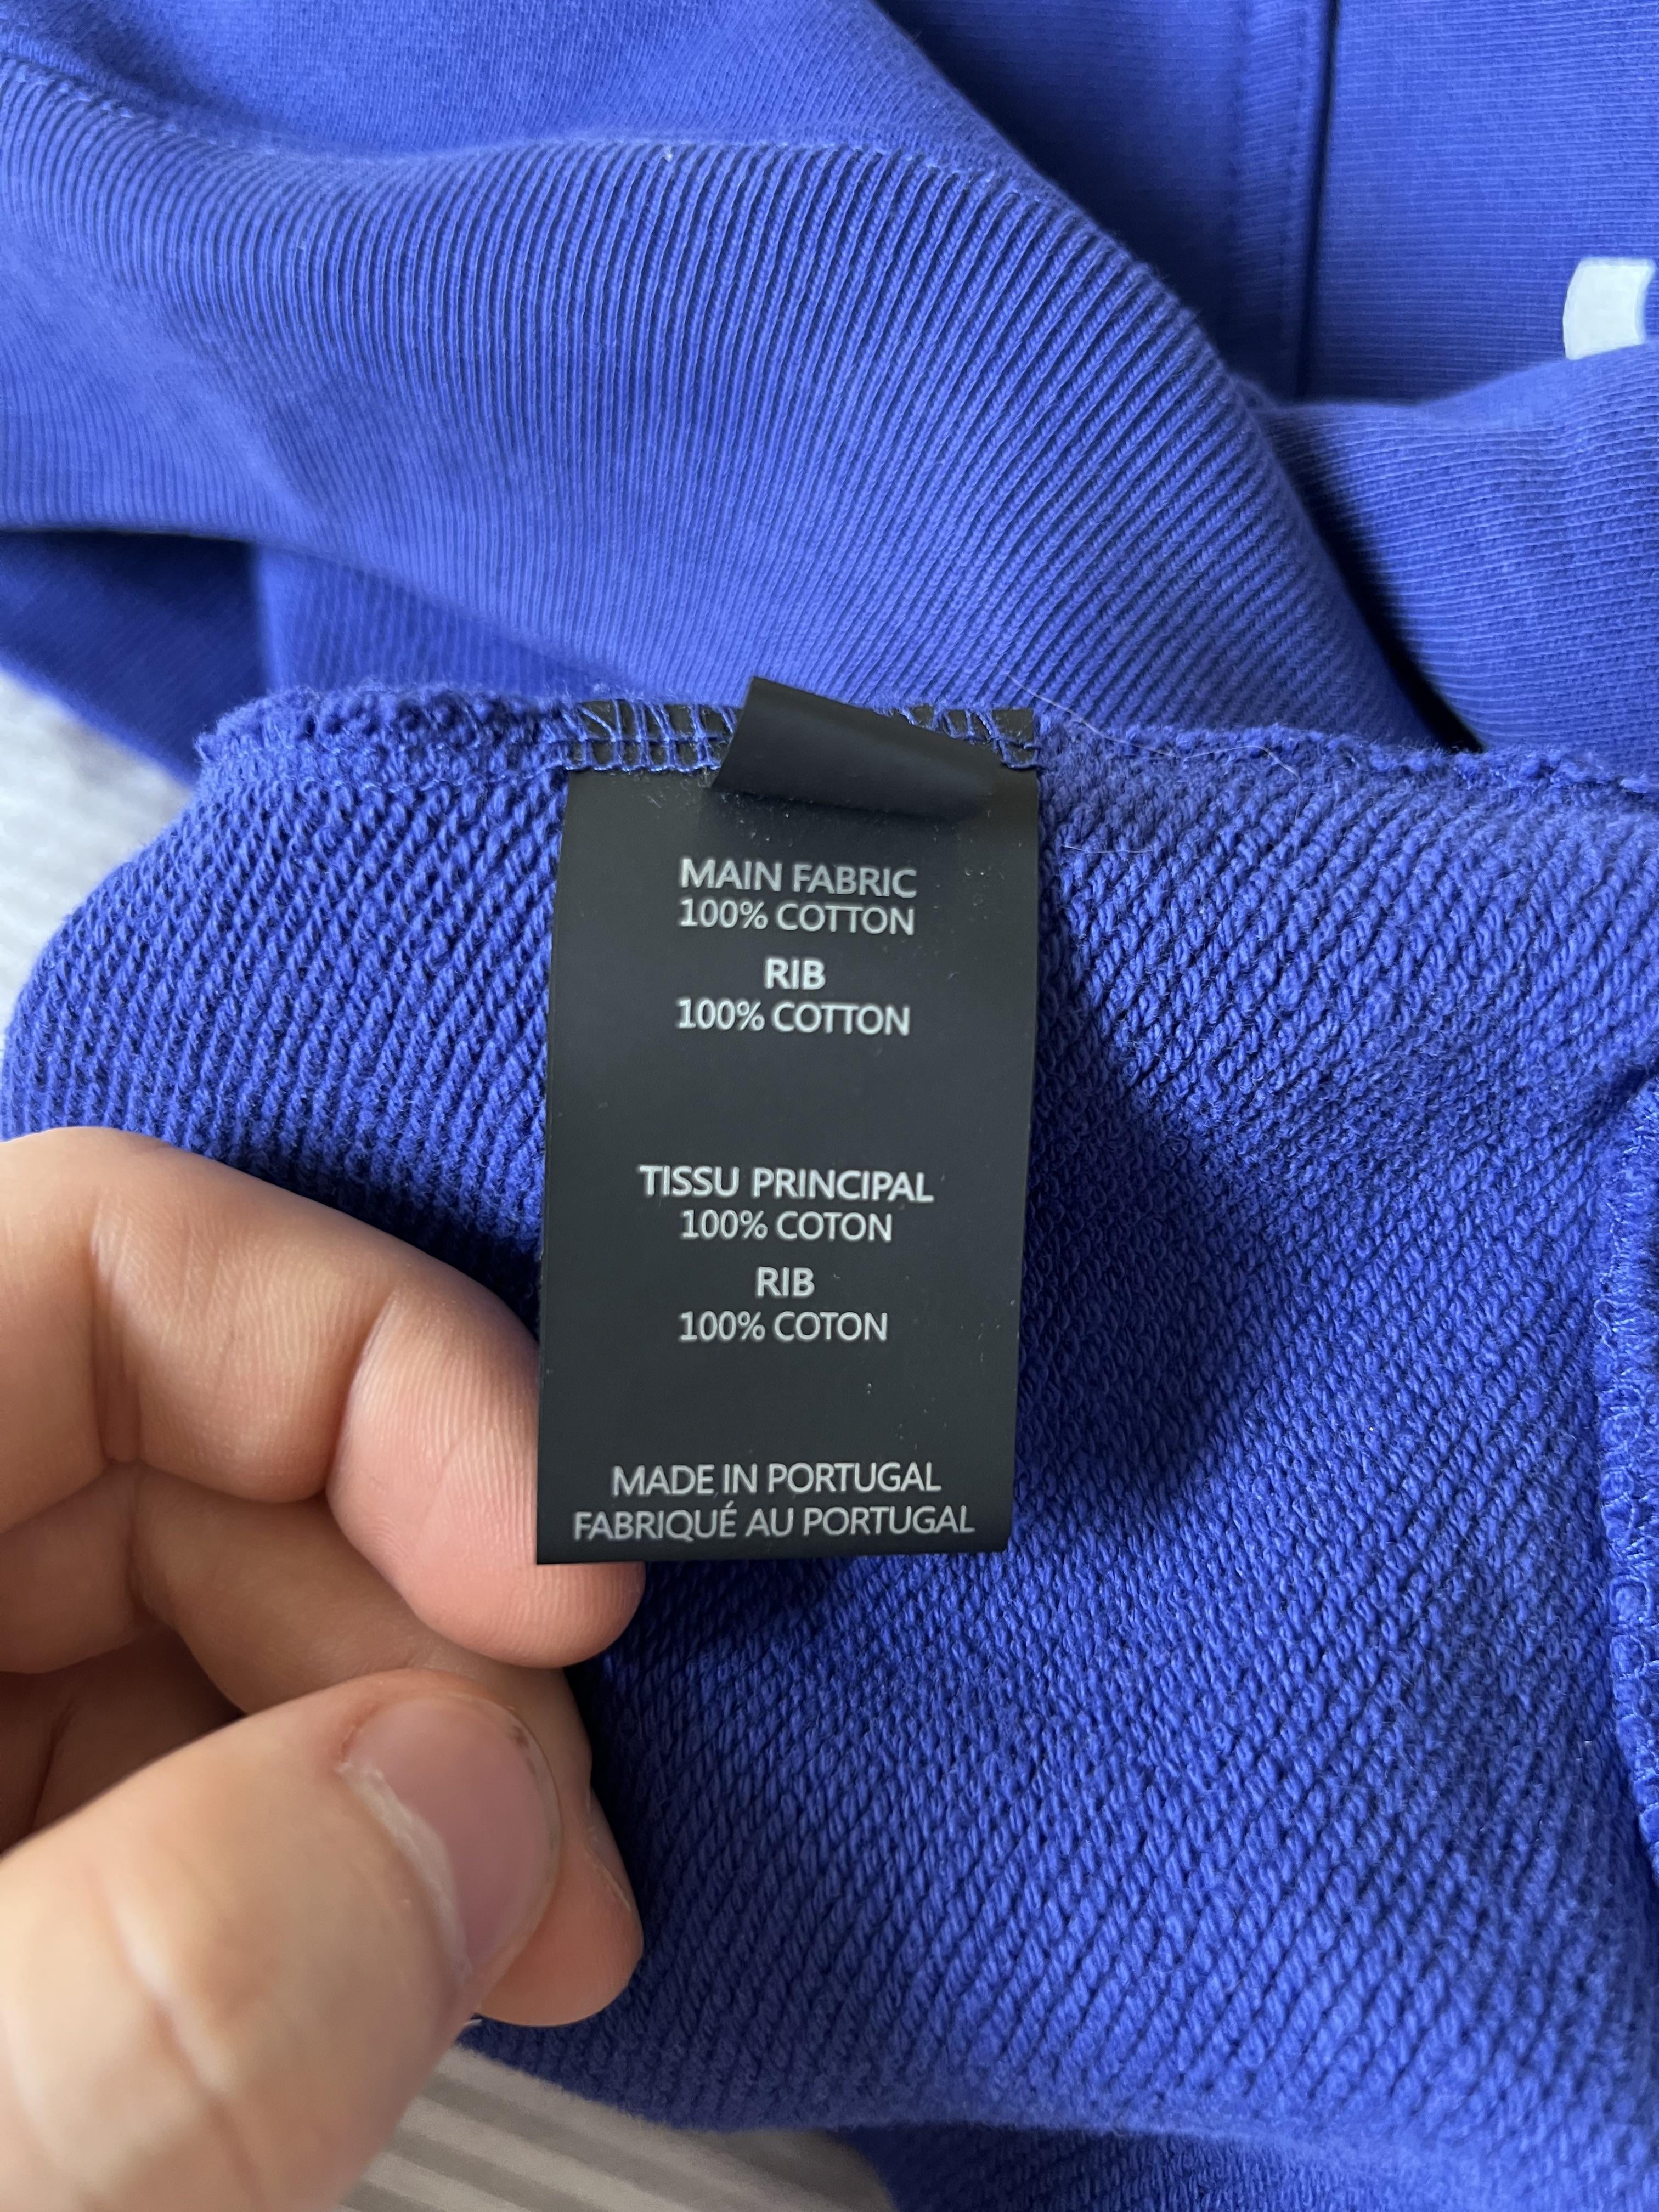 MAIN FABRIC
100% COTTON
RIB
100% COTTON
TISSU PRINCIPAL
100% COTON
RIB
100% COTON
MADE IN PORTUGAL
FABRIQUÉ AU PORTUGAL